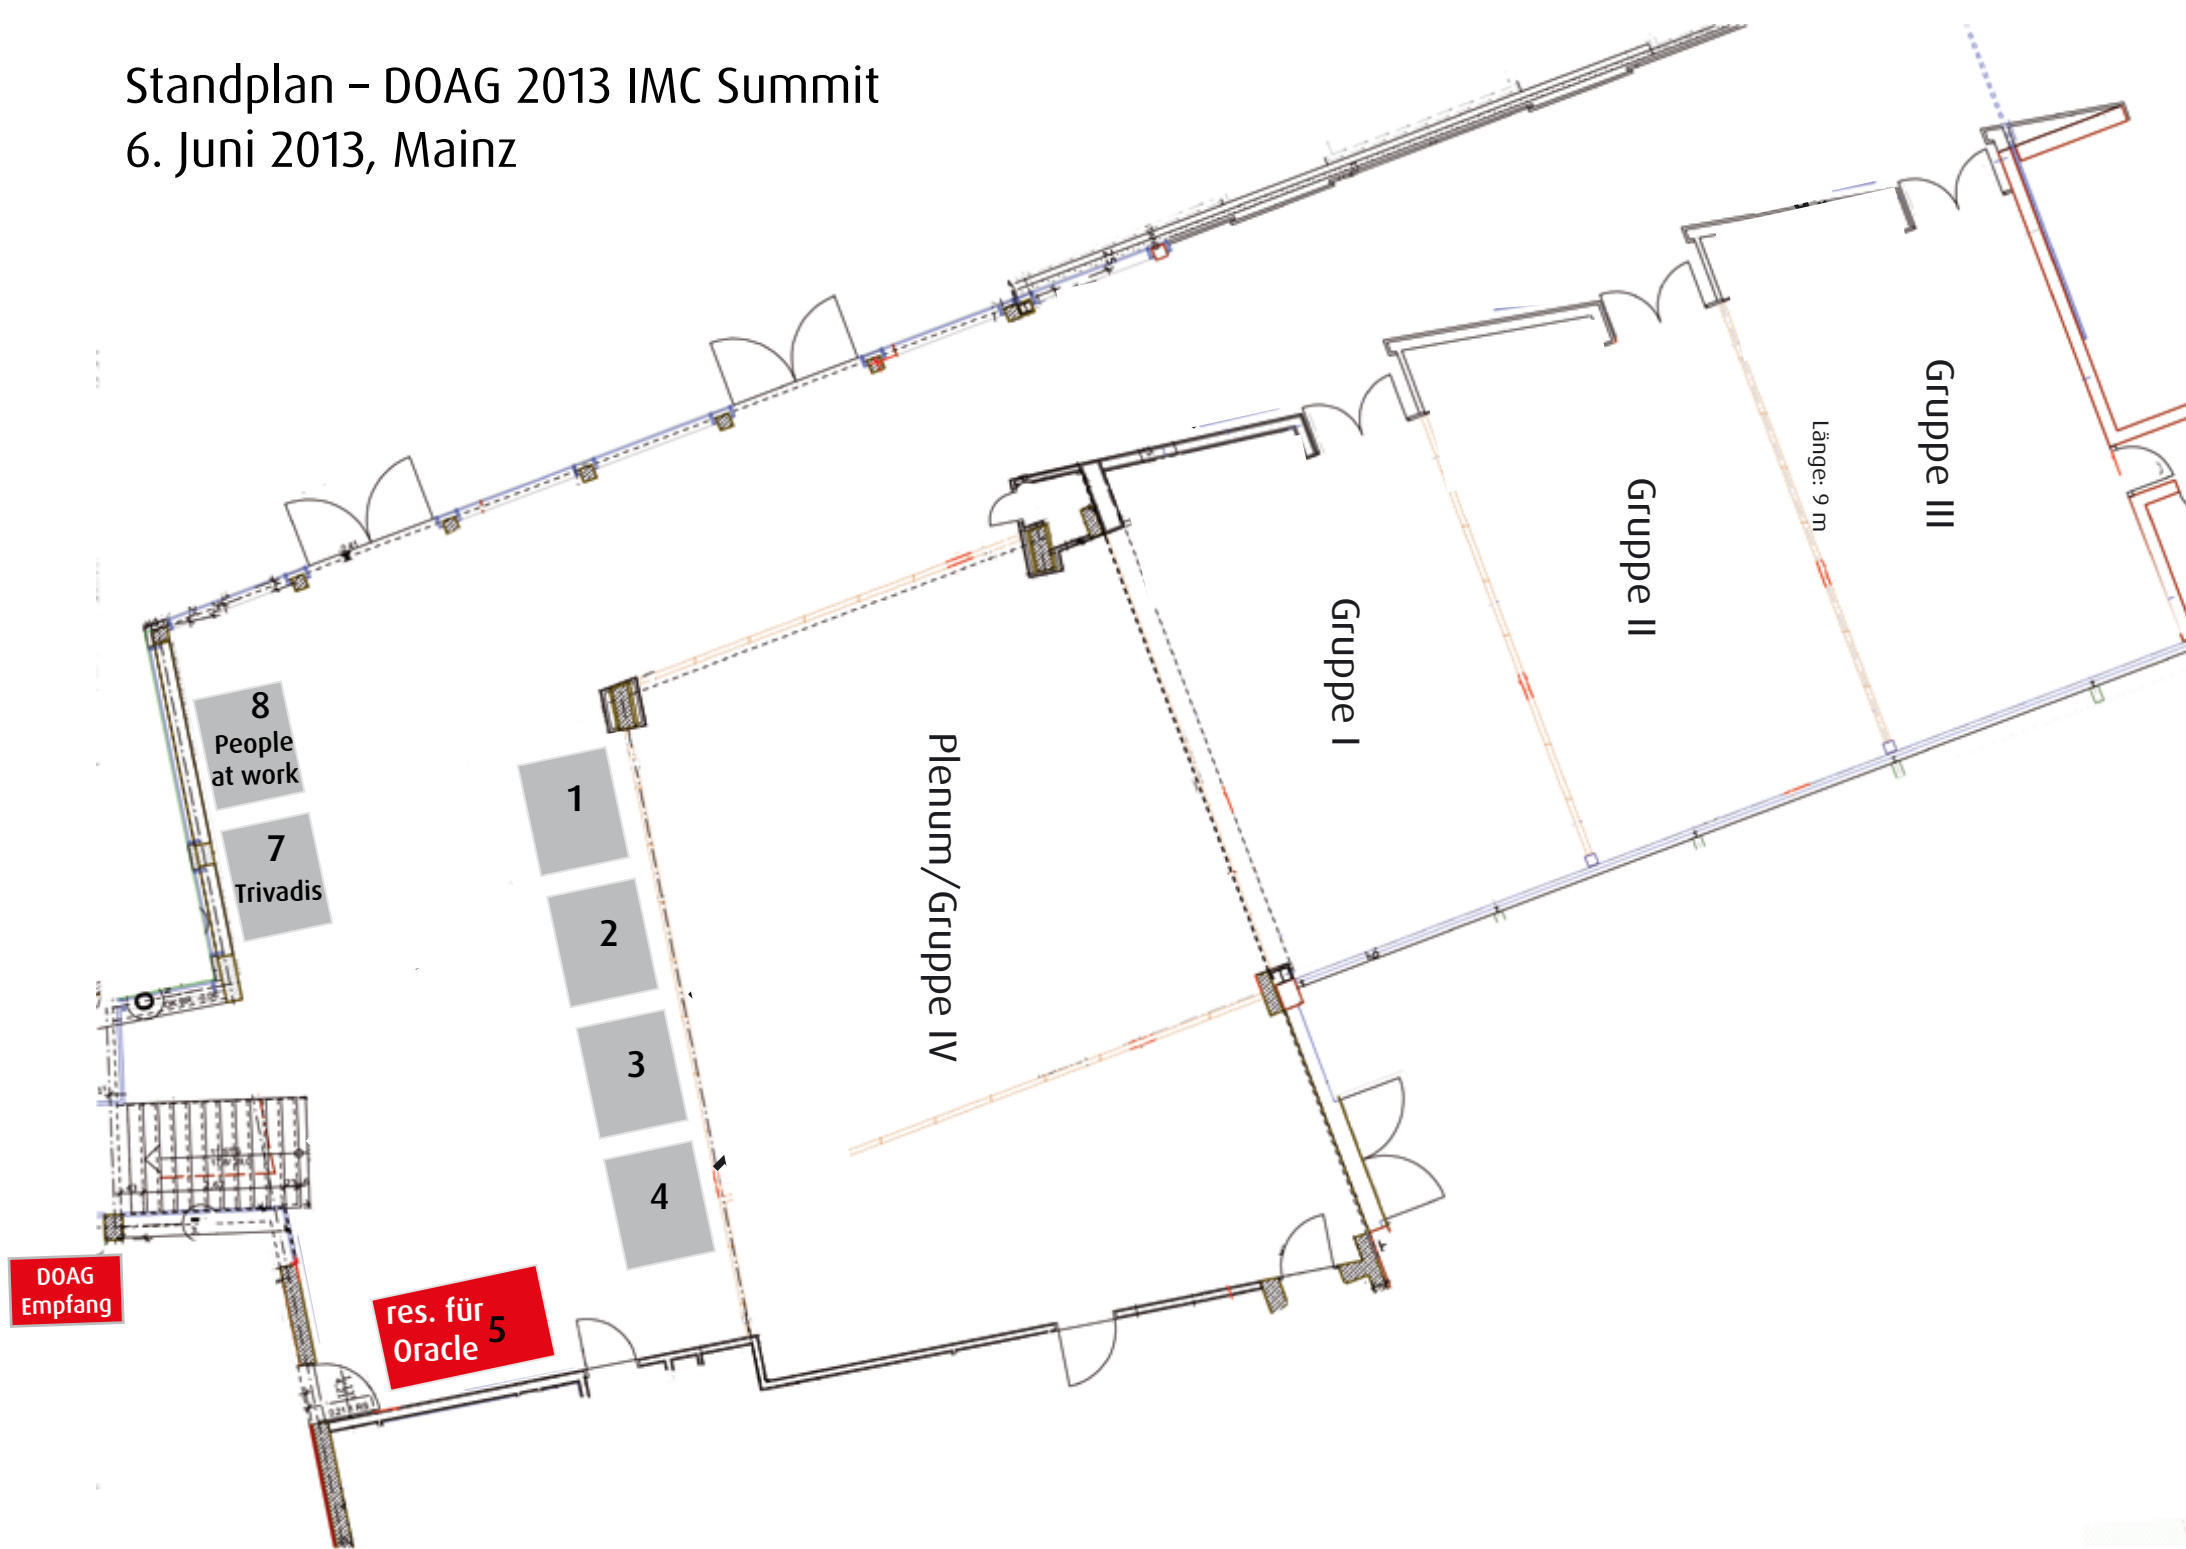 Standplan – DOAG 2013 IMC Summit
6. Juni 2013, Mainz
Gruppe III
Länge: 9 m
Gruppe II
Gruppe I
Plenum/Gruppe IV
8
People
at work
7
Trivadis
1
2
3
4
DOAG
Empfang
res. für
Oracle 5